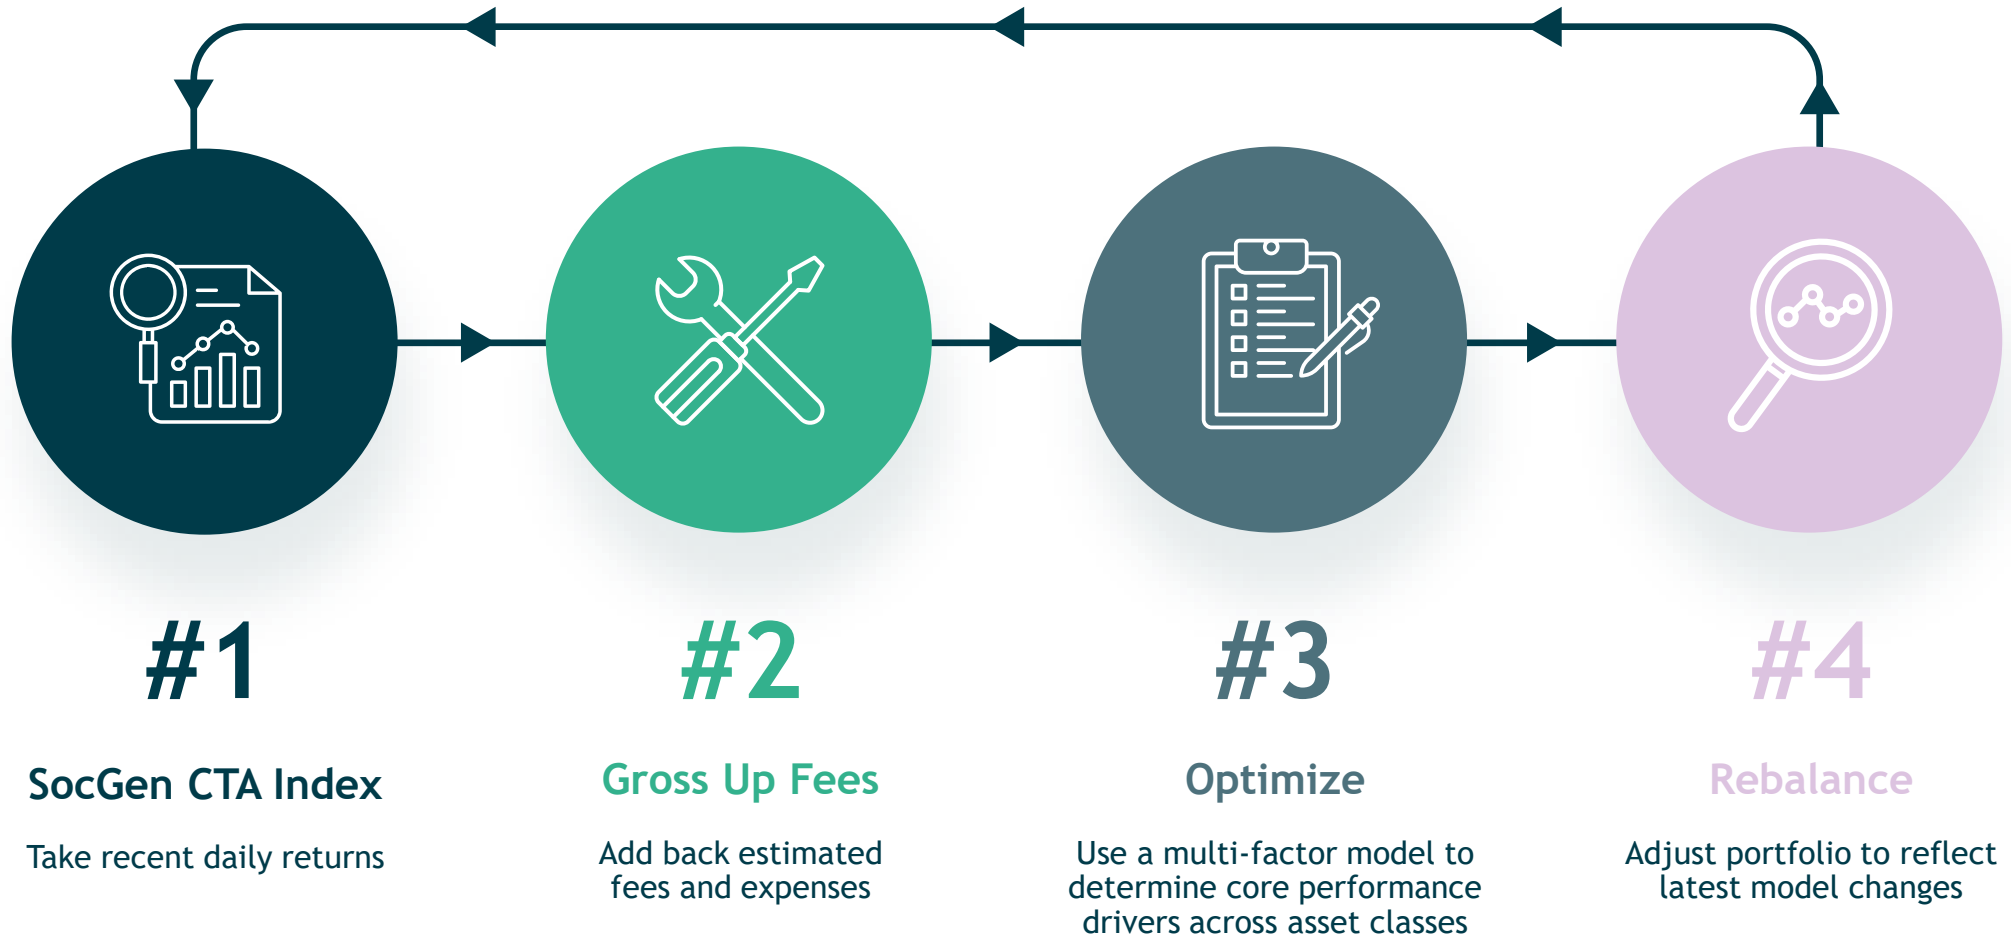 #1
SocGen CTA Index
Take recent daily returns
#2
Gross Up Fees
Add back estimated
fees and expenses
#3
Optimize
Use a multi-factor model to
determine core performance
drivers across asset classes
#4
Rebalance
Adjust portfolio to reflect
latest model changes